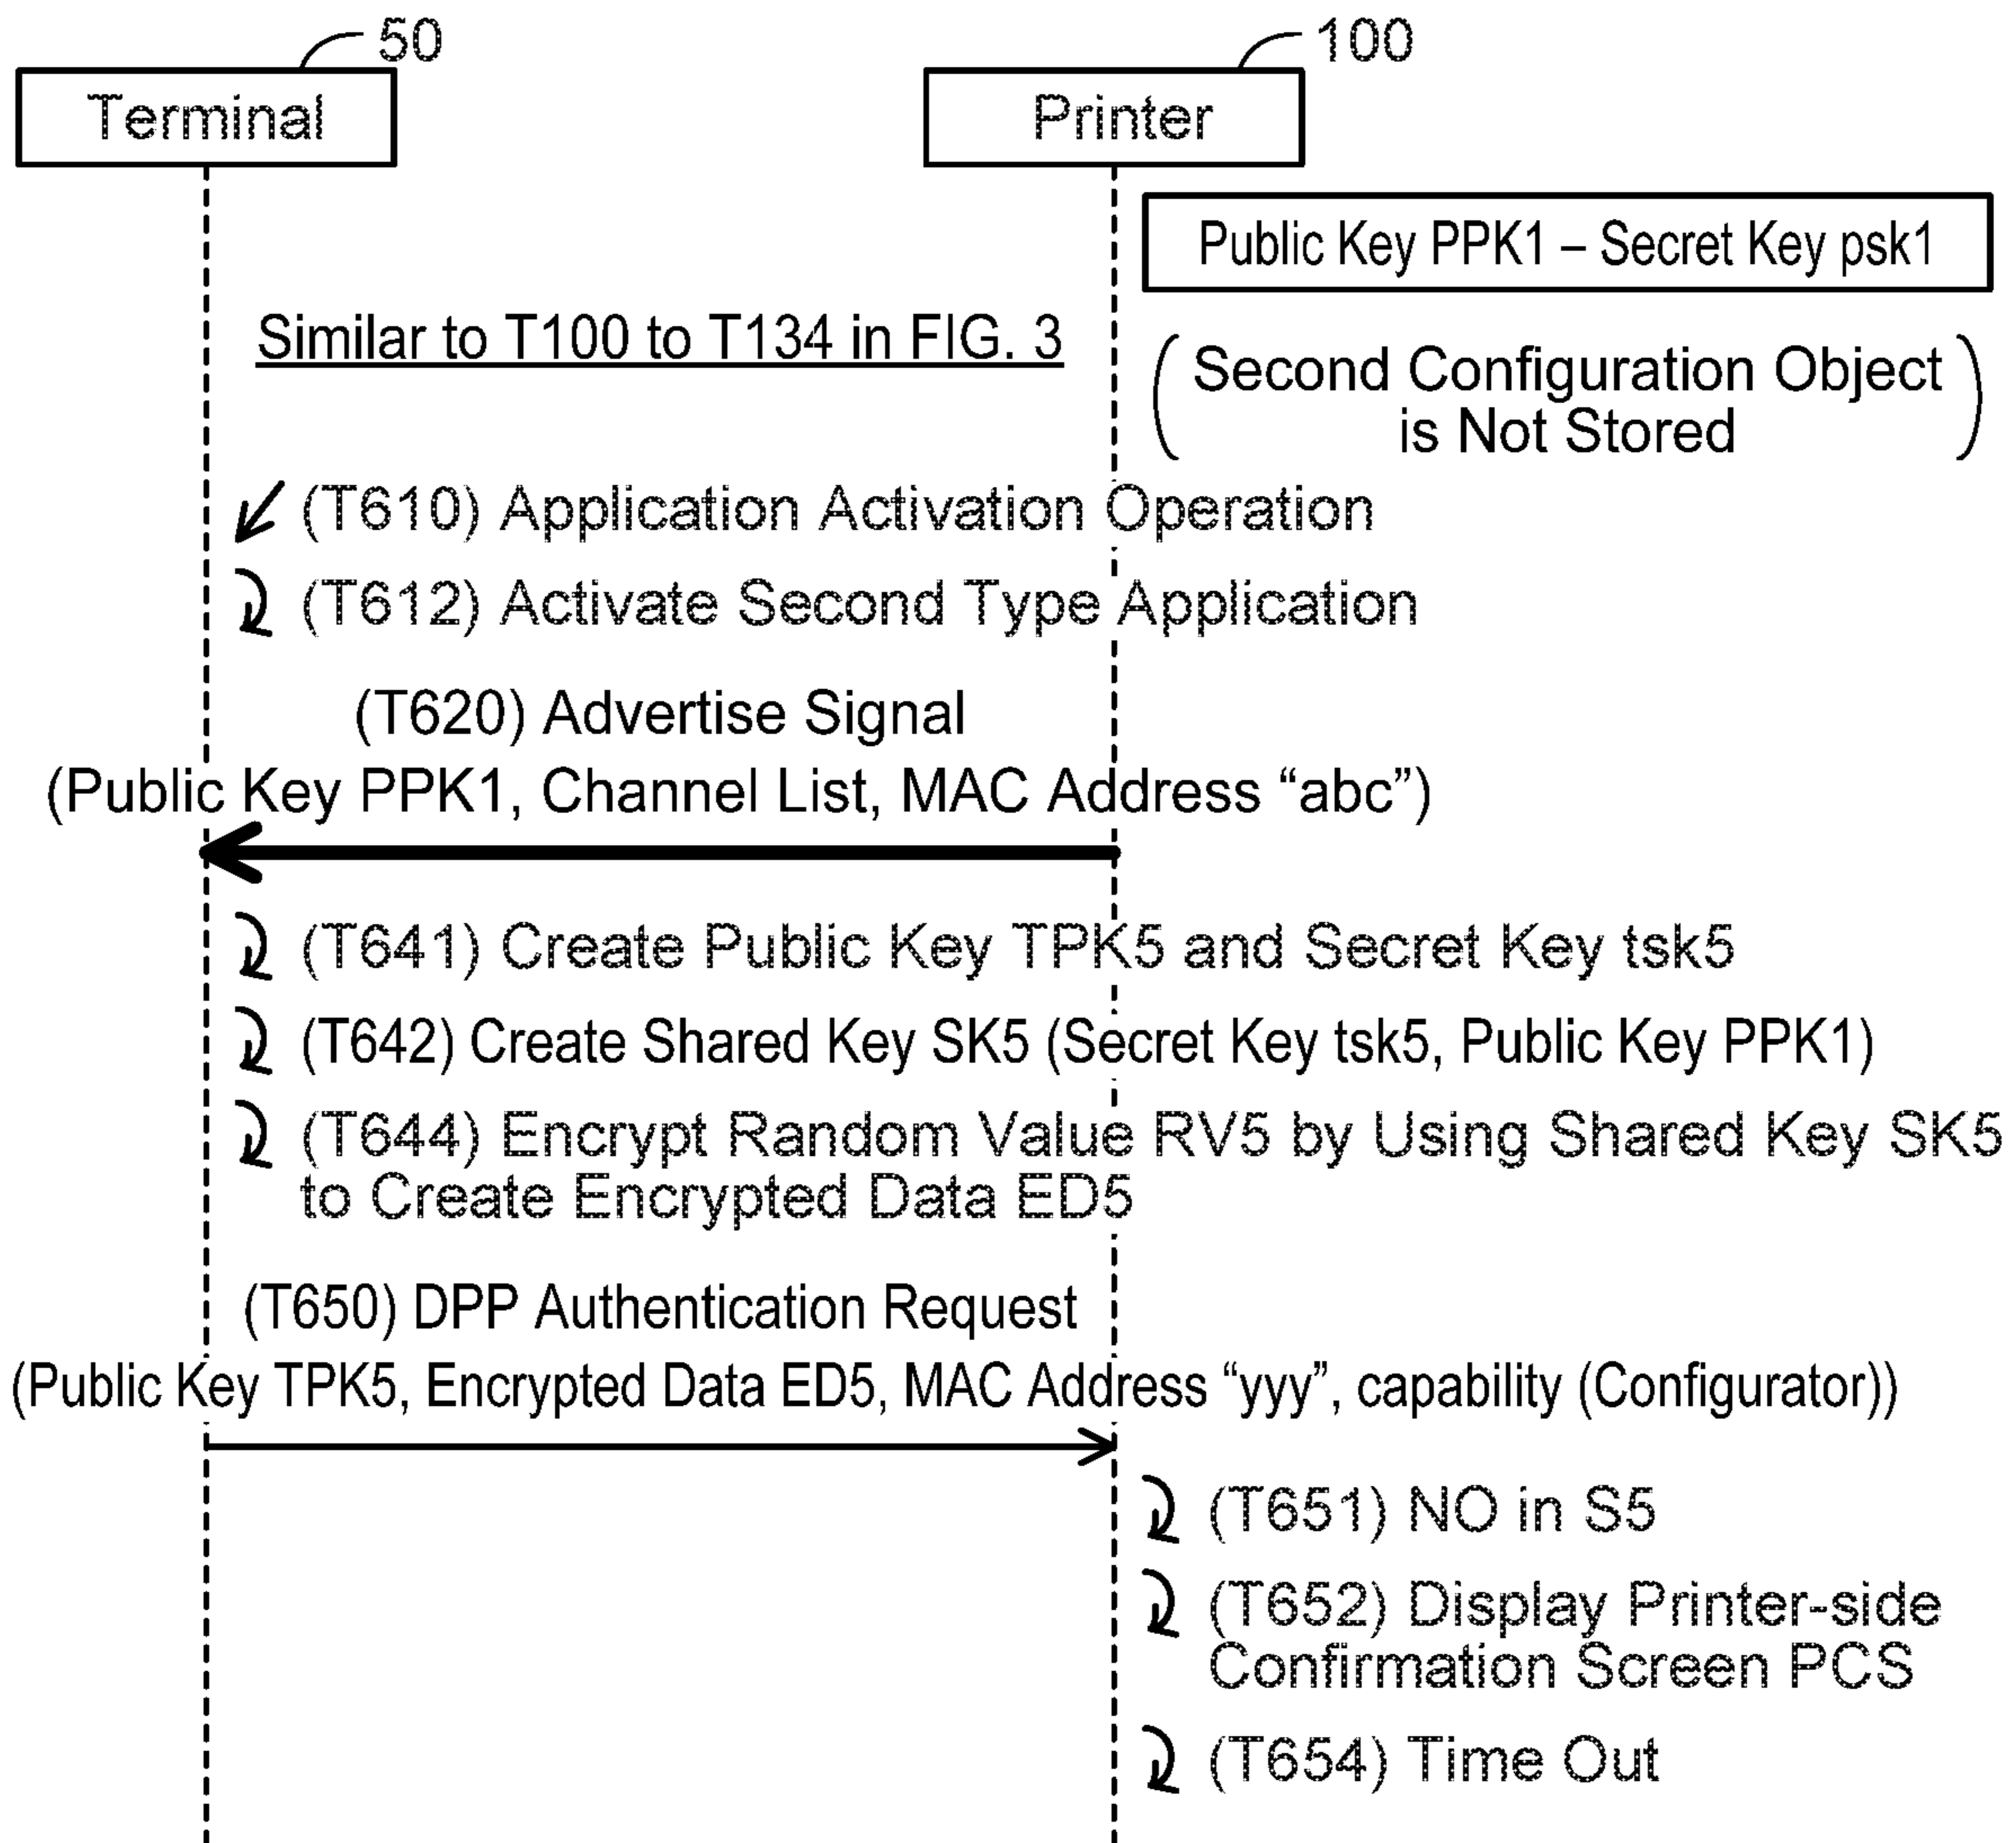 50
100
Terminal
Printer
Public Key PPK1 – Secret Key psk1
Similar to T100 to T134 in FIG. 3
(Second Configuration Object
is Not Stored)
(T610) Application Activation Operation
(T612) Activate Second Type Application
(T620) Advertise Signal
(Public Key PPK1, Channel List, MAC Address “abc”)
(T641) Create Public Key TPK5 and Secret Key tsk5
(T642) Create Shared Key SK5 (Secret Key tsk5, Public Key PPK1)
(T644) Encrypt Random Value RV5 by Using Shared Key SK5
to Create Encrypted Data ED5
(T650) DPP Authentication Request
(Public Key TPK5, Encrypted Data ED5, MAC Address “yyy”, capability (Configurator))
(T651) NO in S5
(T652) Display Printer-side
Confirmation Screen PCS
(T654) Time Out